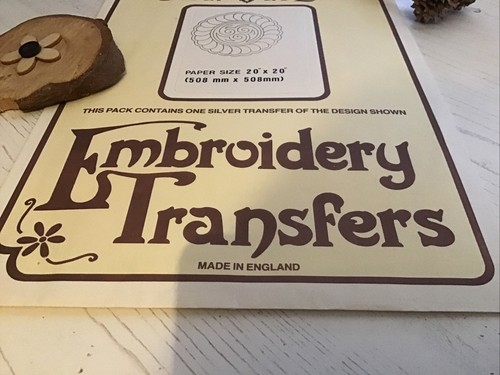 PAPER SIZE 20" x 20"
(508 mm x 508mm)
THIS PACK CONTAINS ONE SILVER TRANSFER OF THE DESIGN SHOWN
Embroidery
Transfers
MADE IN ENGLAND